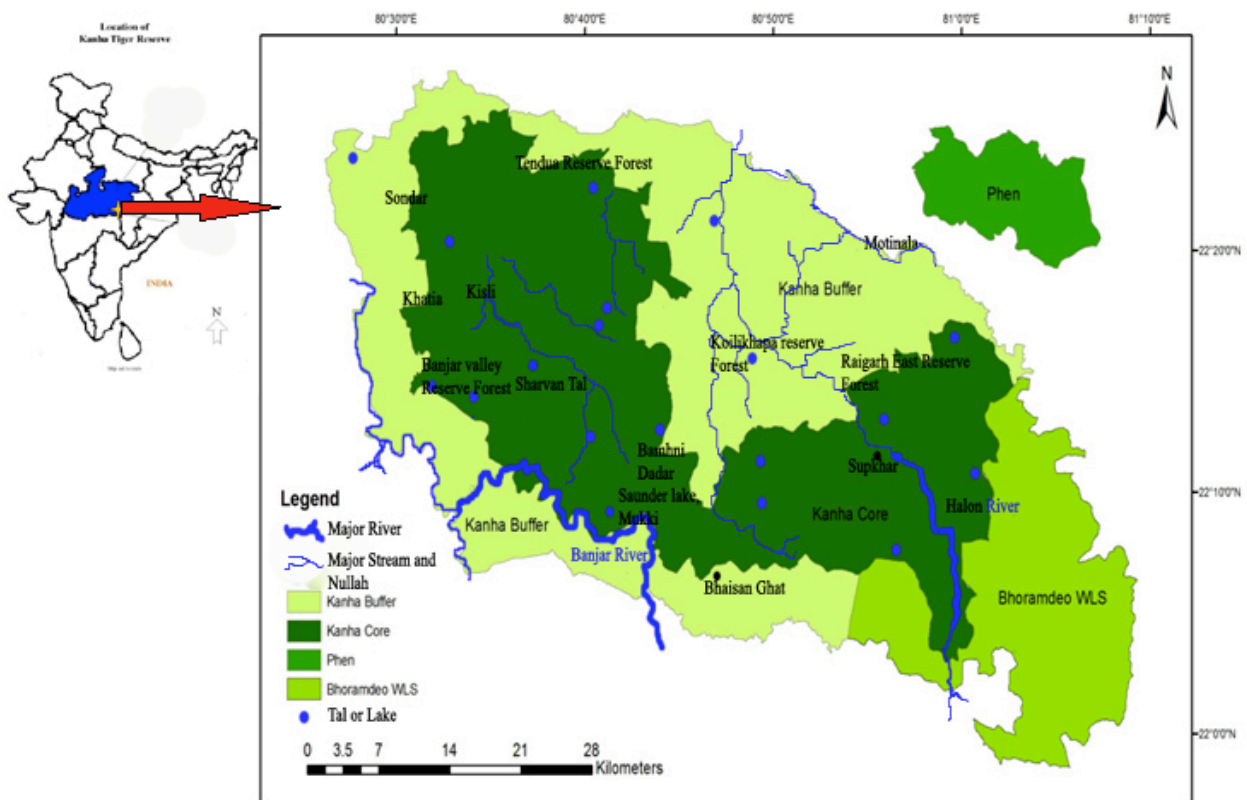 Location of
Kanha Tiger Reserve
INDIA
N
80°30'0"E
80°40'0"E
80°50'0"E
81°0'0"E
81°10'0"E
N
Tendua Reserve Forest
Phen
Sondar
Motinala
22°20'0"N
Kanha Buffer
Khatia
Kisli
Koilikhapa reserve
Forest
Raigarh East Reserve
Forest
Banjar valley
Reserve Forest
Sharvan Tal
Bamhni
Dadar
Supkhar
Saunder lake,
Mukki
Kanha Core
Halon River
22°10'0"N
Kanha Buffer
Banjar River
Bhaisan Ghat
Bhoramdeo WLS
22°0'0"N
Legend
Major River
Major Stream and
Nullah
Kanha Buffer
Kanha Core
Phen
Bhoramdeo WLS
Tal or Lake
0 3.5 7 14 21 28
Kilometers